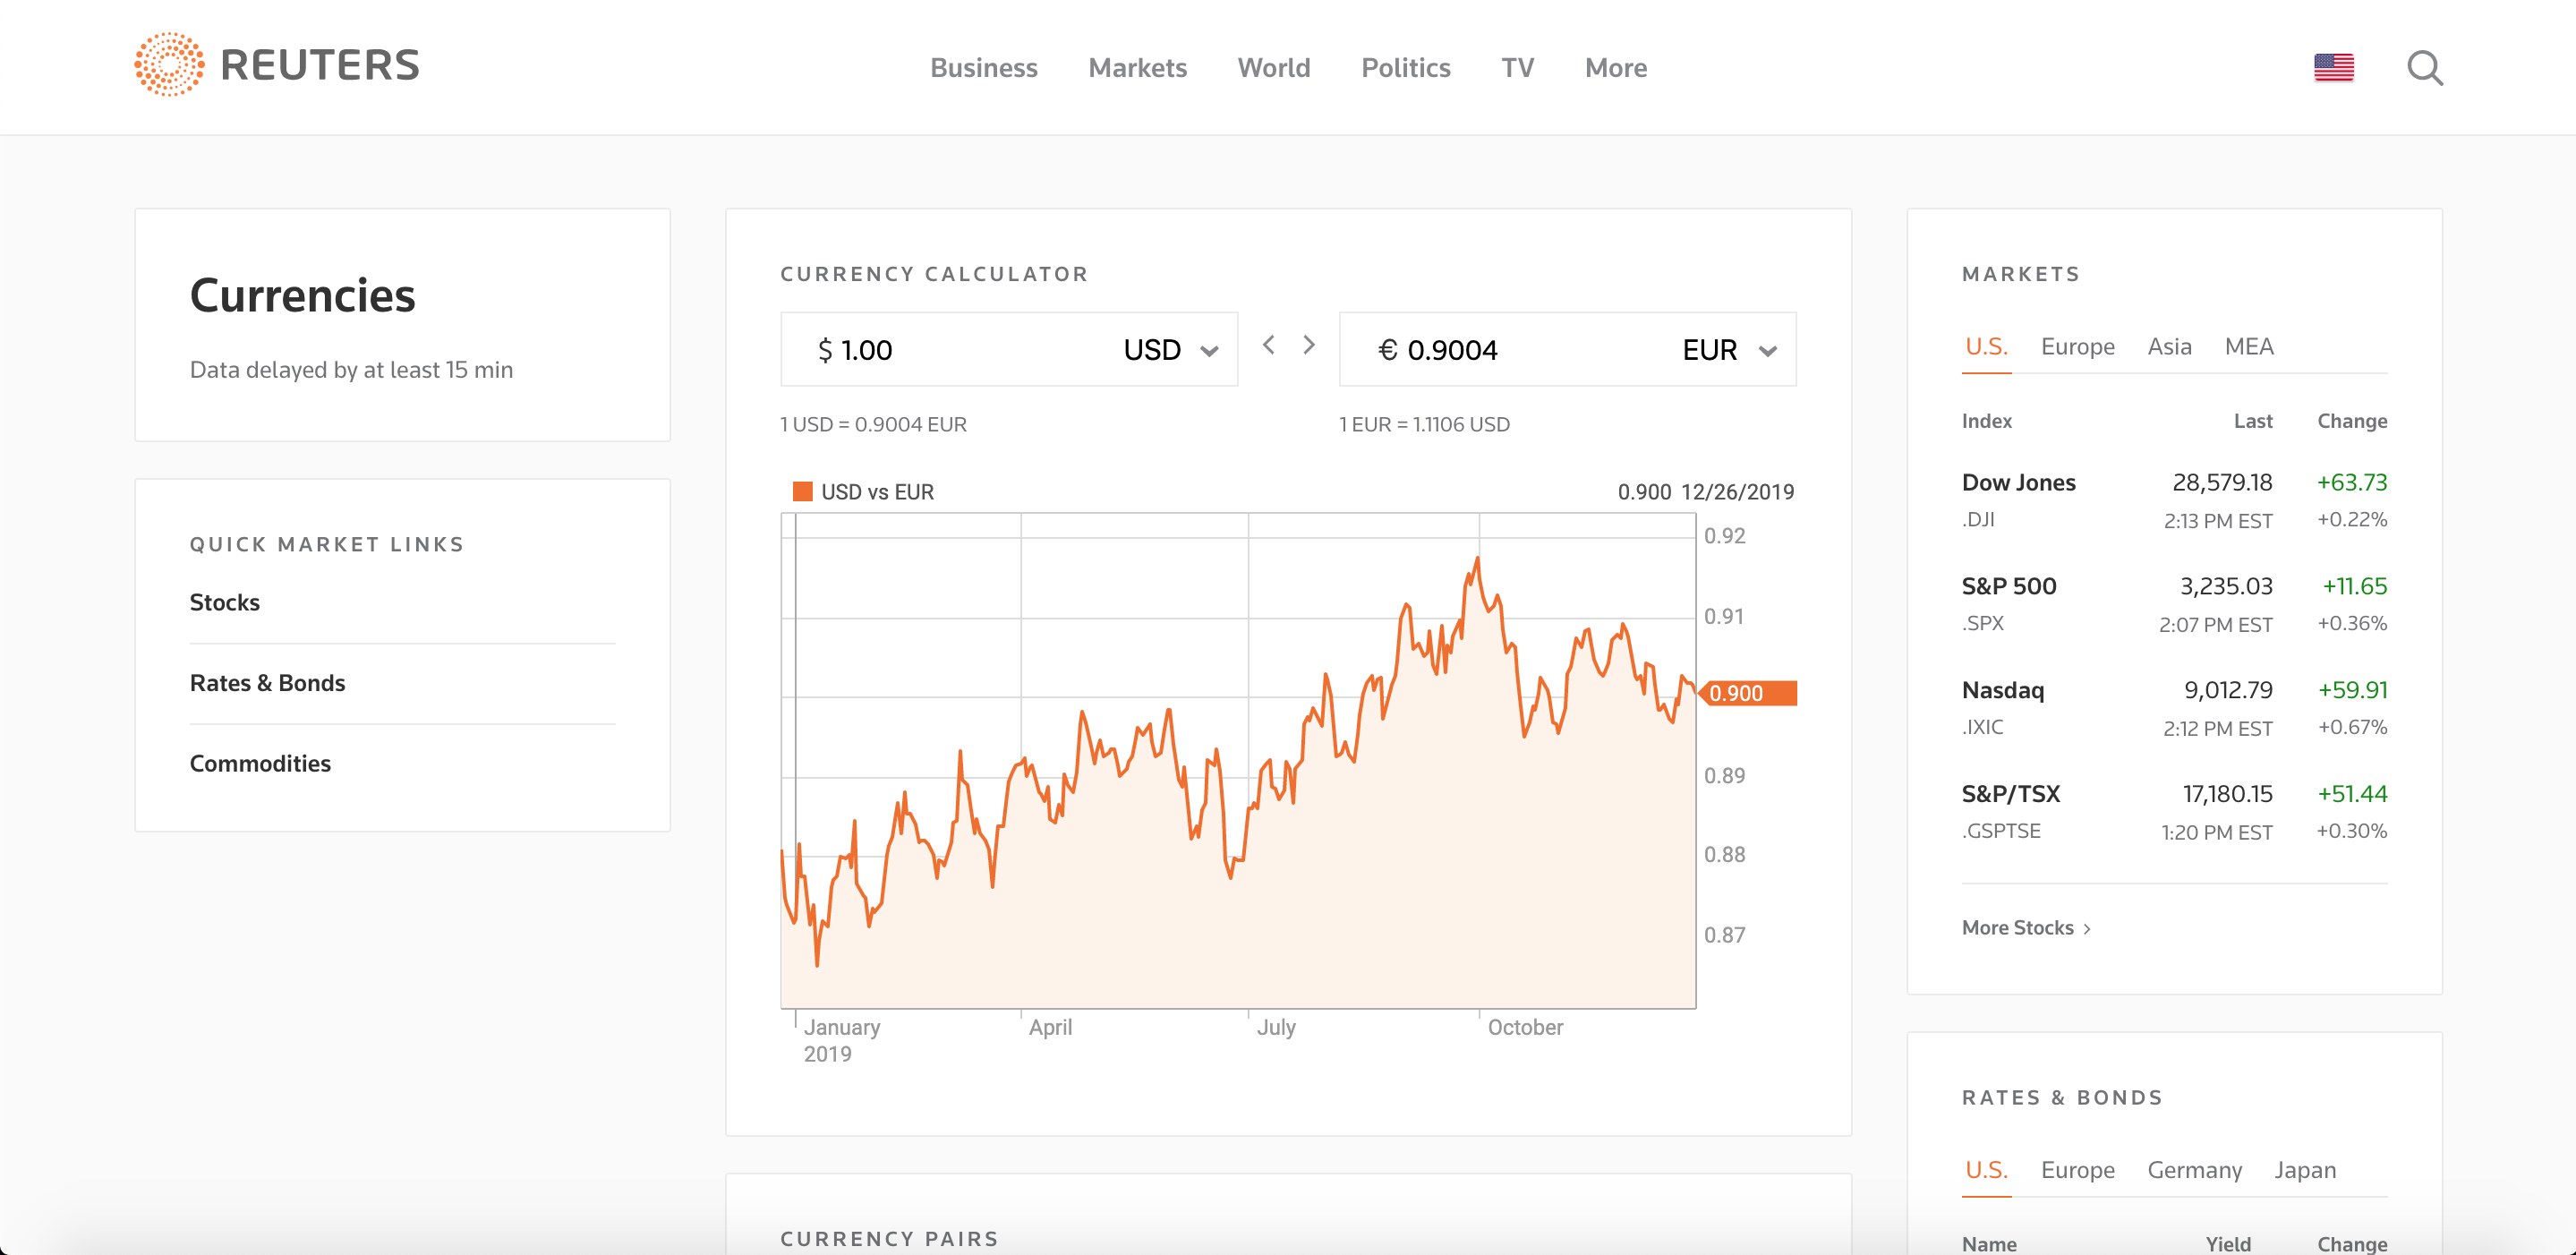 REUTERS
Business Markets World Politics TV More
Currencies
Data delayed by at least 15 min
QUICK MARKET LINKS
Stocks
Rates & Bonds
Commodities
CURRENCY CALCULATOR
$ 1.00 USD
€ 0.9004 EUR
1 USD = 0.9004 EUR
1 EUR = 1.1106 USD
USD vs EUR
0.900 12/26/2019
0.92
0.91
0.900
0.89
0.88
0.87
January April July October
2019
CURRENCY PAIRS
MARKETS
U.S. Europe Asia MEA
Index Last Change
Dow Jones 28,579.18 +63.73
.DJI 2:13 PM EST +0.22%
S&P 500 3,235.03 +11.65
.SPX 2:07 PM EST +0.36%
Nasdaq 9,012.79 +59.91
.IXIC 2:12 PM EST +0.67%
S&P/TSX 17,180.15 +51.44
.GSPTSE 1:20 PM EST +0.30%
More Stocks >
RATES & BONDS
U.S. Europe Germany Japan
Name Yield Change